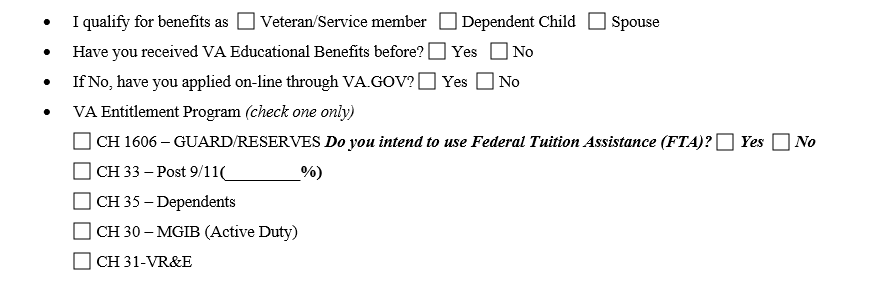 • I qualify for benefits as ☐ Veteran/Service member ☐ Dependent Child ☐ Spouse
• Have you received VA Educational Benefits before? ☐ Yes ☐ No
• If No, have you applied on-line through VA.GOV? ☐ Yes ☐ No
• VA Entitlement Program (check one only)
☐ CH 1606 – GUARD/RESERVES Do you intend to use Federal Tuition Assistance (FTA)? ☐ Yes ☐ No
☐ CH 33 – Post 9/11(_________%)
☐ CH 35 – Dependents
☐ CH 30 – MGIB (Active Duty)
☐ CH 31-VR&E